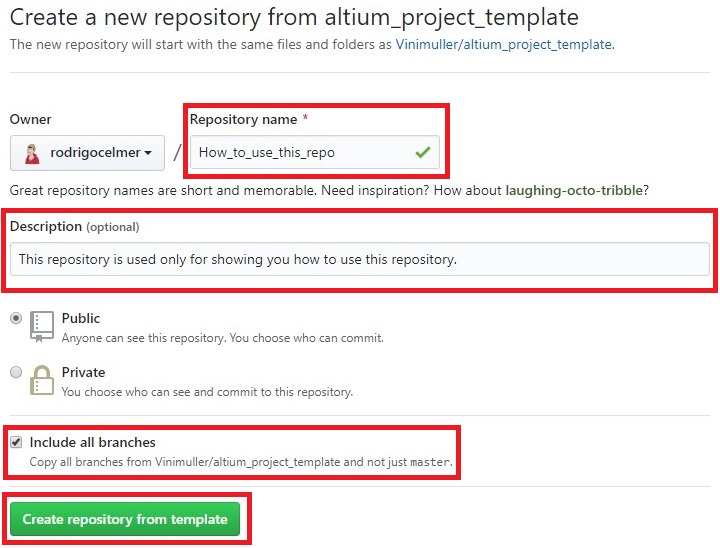 Create a new repository from altium_project_template
The new repository will start with the same files and folders as Vinimuller/altium_project_template.
Owner
Repository name *
rodrigocelmer
/
How_to_use_this_repo
Great repository names are short and memorable. Need inspiration? How about laughing-octo-tribble?
Description (optional)
This repository is used only for showing you how to use this repository.
Public
Anyone can see this repository. You choose who can commit.
Private
You choose who can see and commit to this repository.
Include all branches
Copy all branches from Vinimuller/altium_project_template and not just master.
Create repository from template